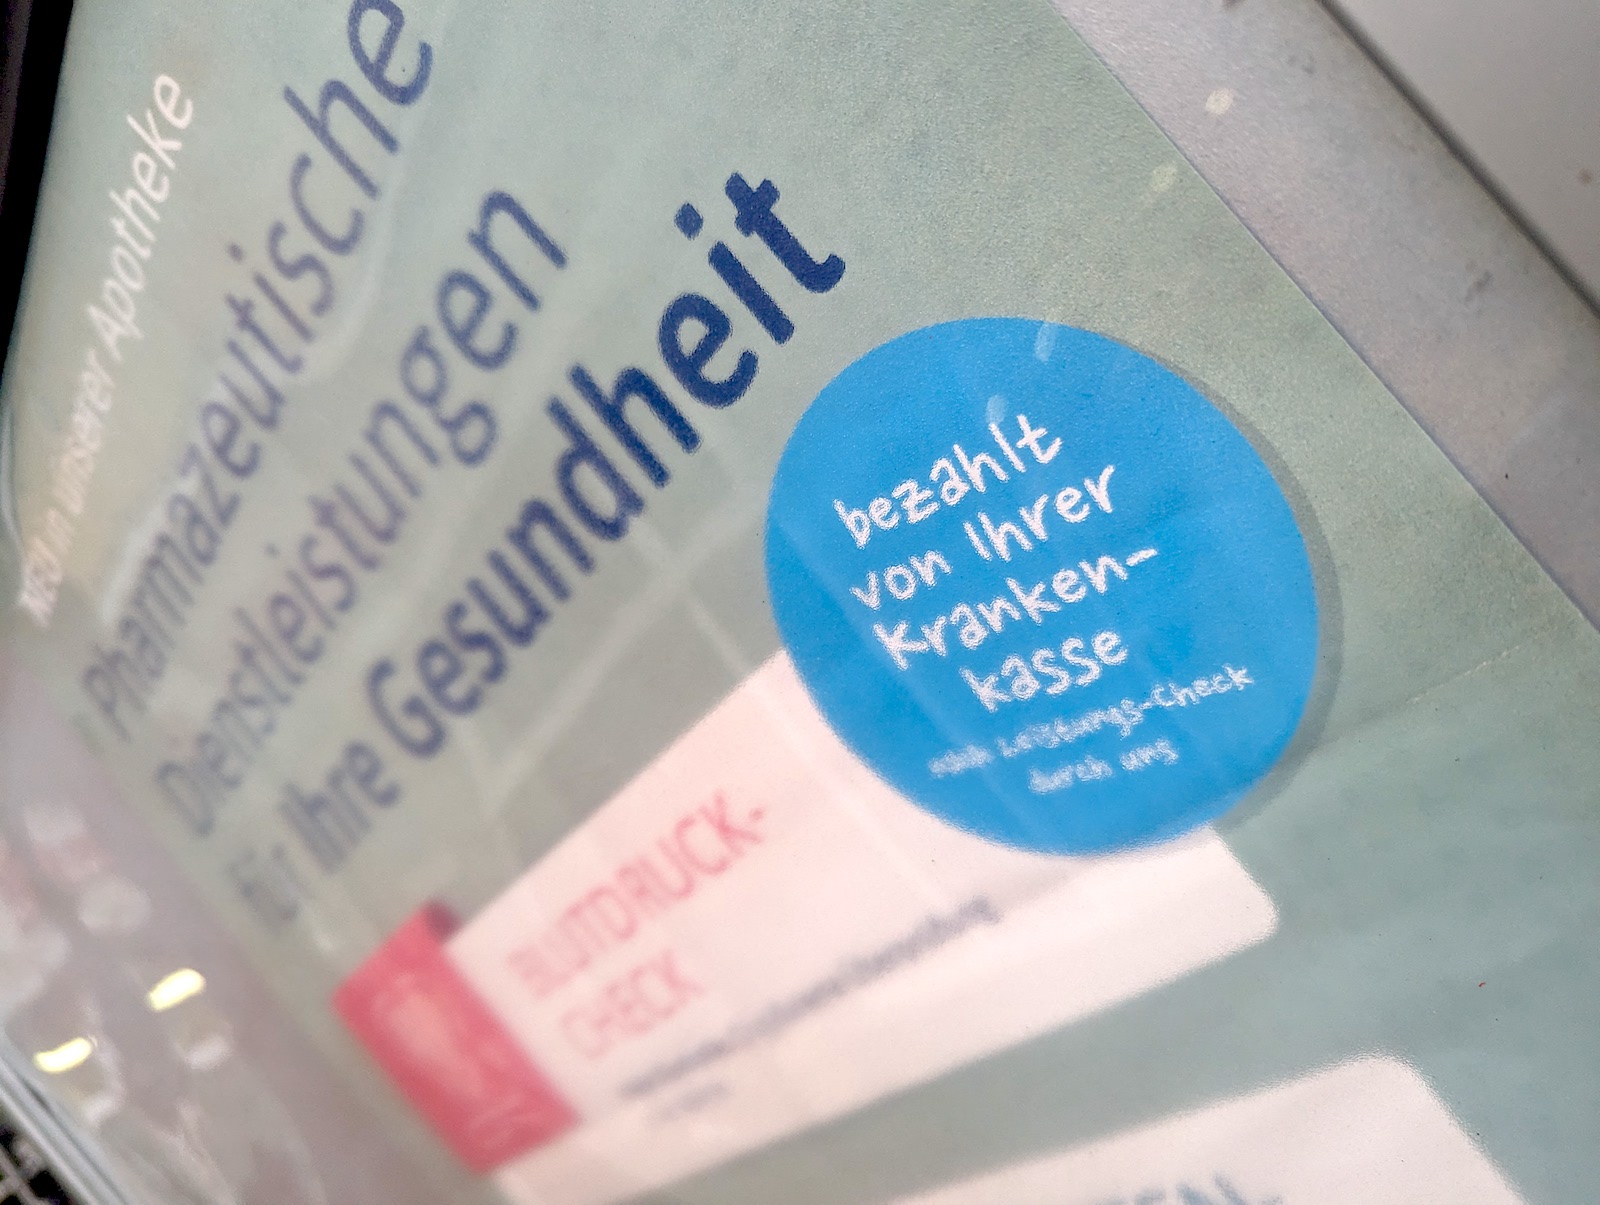 Neu in unserer Apotheke
Pharmazeutische
Dienstleistungen
für Ihre Gesundheit
bezahlt
von Ihrer
Kranken-
kasse
nach Leistungs-Check
durch uns
BLUTDRUCK-
CHECK